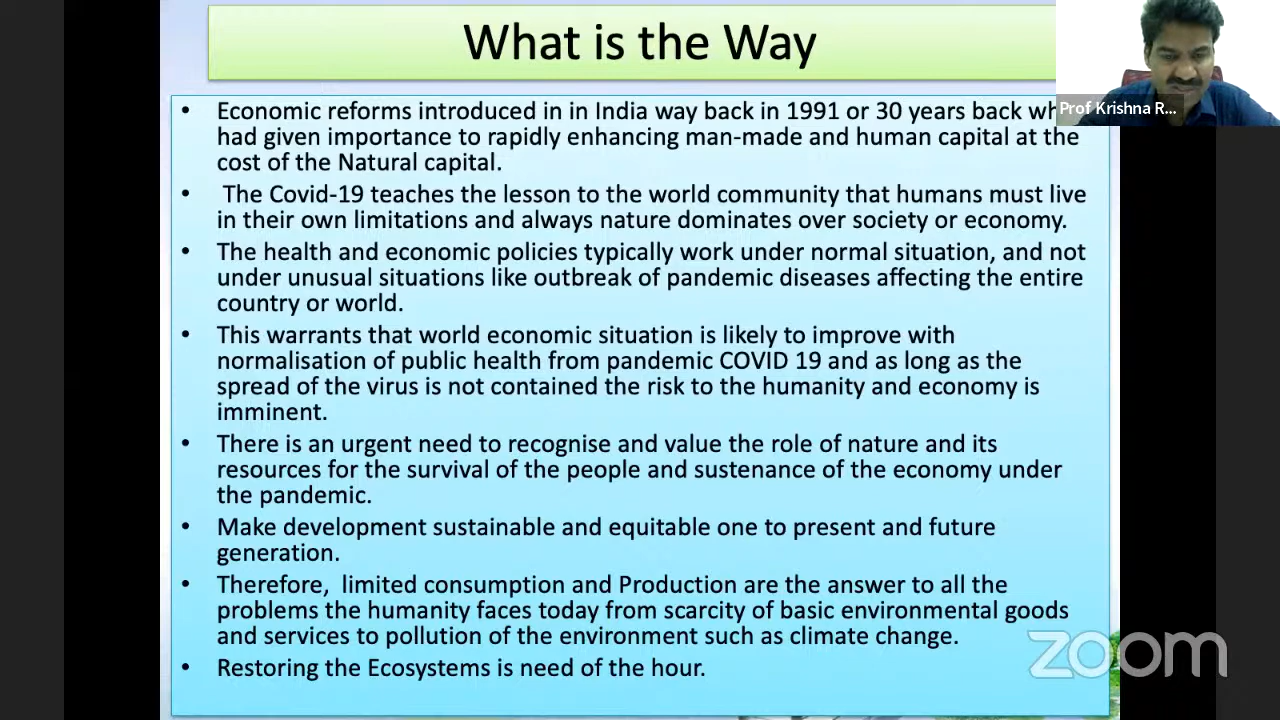 What is the Way
• Economic reforms introduced in in India way back in 1991 or 30 years back
had given importance to rapidly enhancing man-made and human capital at the
cost of the Natural capital.
• The Covid-19 teaches the lesson to the world community that humans must live
in their own limitations and always nature dominates over society or economy.
• The health and economic policies typically work under normal situation, and not
under unusual situations like outbreak of pandemic diseases affecting the entire
country or world.
• This warrants that world economic situation is likely to improve with
normalisation of public health from pandemic COVID 19 and as long as the
spread of the virus is not contained the risk to the humanity and economy is
imminent.
• There is an urgent need to recognise and value the role of nature and its
resources for the survival of the people and sustenance of the economy under
the pandemic.
• Make development sustainable and equitable one to present and future
generation.
• Therefore, limited consumption and Production are the answer to all the
problems the humanity faces today from scarcity of basic environmental goods
and services to pollution of the environment such as climate change.
• Restoring the Ecosystems is need of the hour.
Prof Krishna R...
zoom